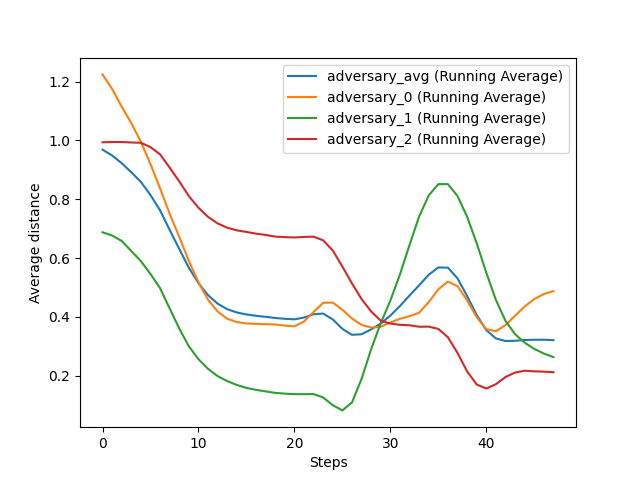 adversary_avg (Running Average)
adversary_0 (Running Average)
adversary_1 (Running Average)
adversary_2 (Running Average)
1.2
1.0
0.8
0.6
0.4
0.2
Average distance
0
10
20
30
40
Steps